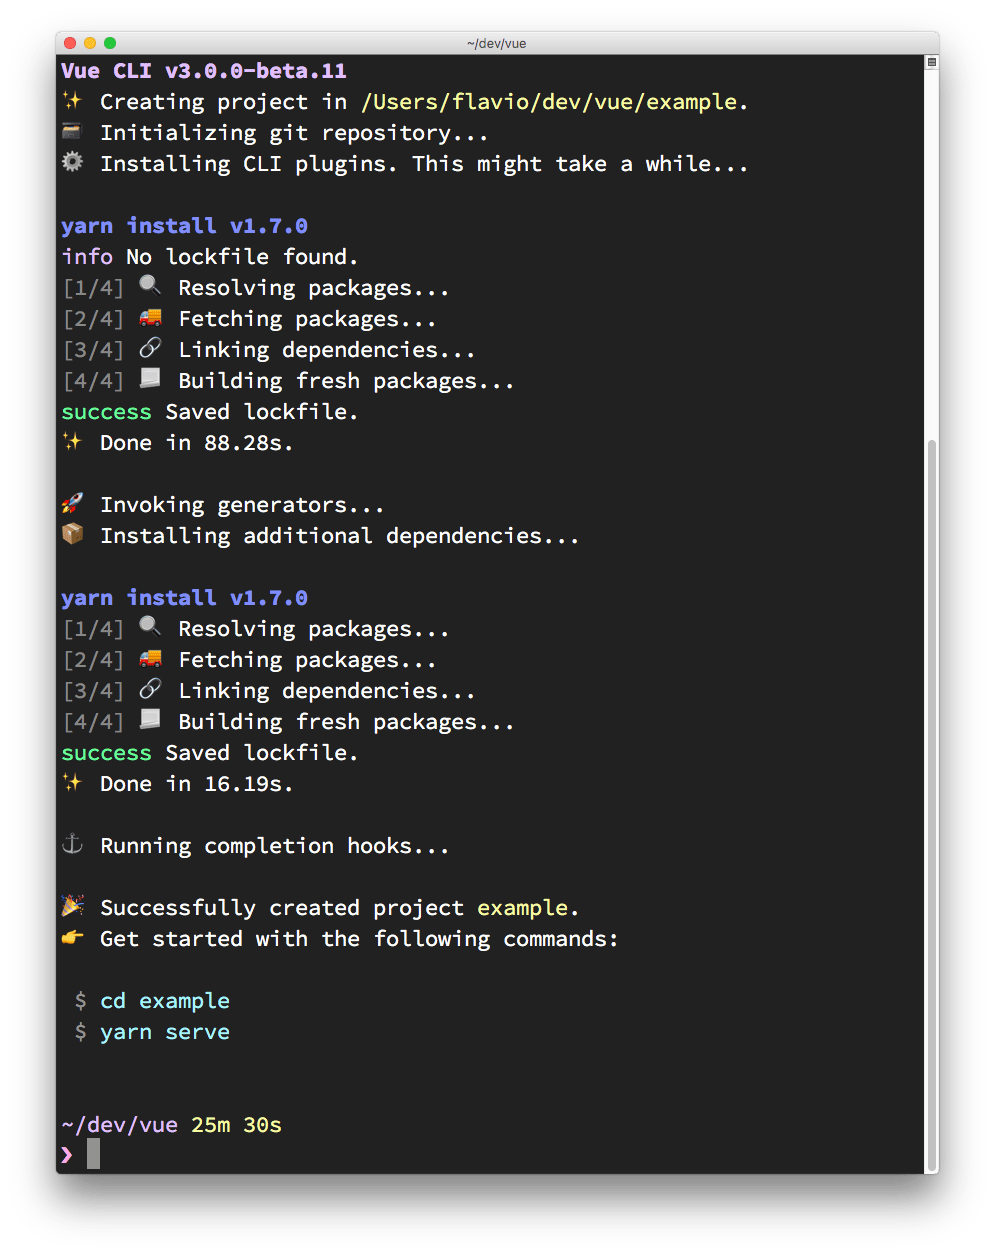 ~/dev/vue
Vue CLI v3.0.0-beta.11
✨ Creating project in /Users/flavio/dev/vue/example.
🗃 Initializing git repository...
⚙ Installing CLI plugins. This might take a while...
yarn install v1.7.0
info No lockfile found.
[1/4] 🔍 Resolving packages...
[2/4] 🚚 Fetching packages...
[3/4] 🔗 Linking dependencies...
[4/4] 📃 Building fresh packages...
success Saved lockfile.
✨ Done in 88.28s.
🚀 Invoking generators...
📦 Installing additional dependencies...
yarn install v1.7.0
[1/4] 🔍 Resolving packages...
[2/4] 🚚 Fetching packages...
[3/4] 🔗 Linking dependencies...
[4/4] 📃 Building fresh packages...
success Saved lockfile.
✨ Done in 16.19s.
⚓ Running completion hooks...
🎉 Successfully created project example.
👉 Get started with the following commands:
$ cd example
$ yarn serve
~/dev/vue 25m 30s
❯